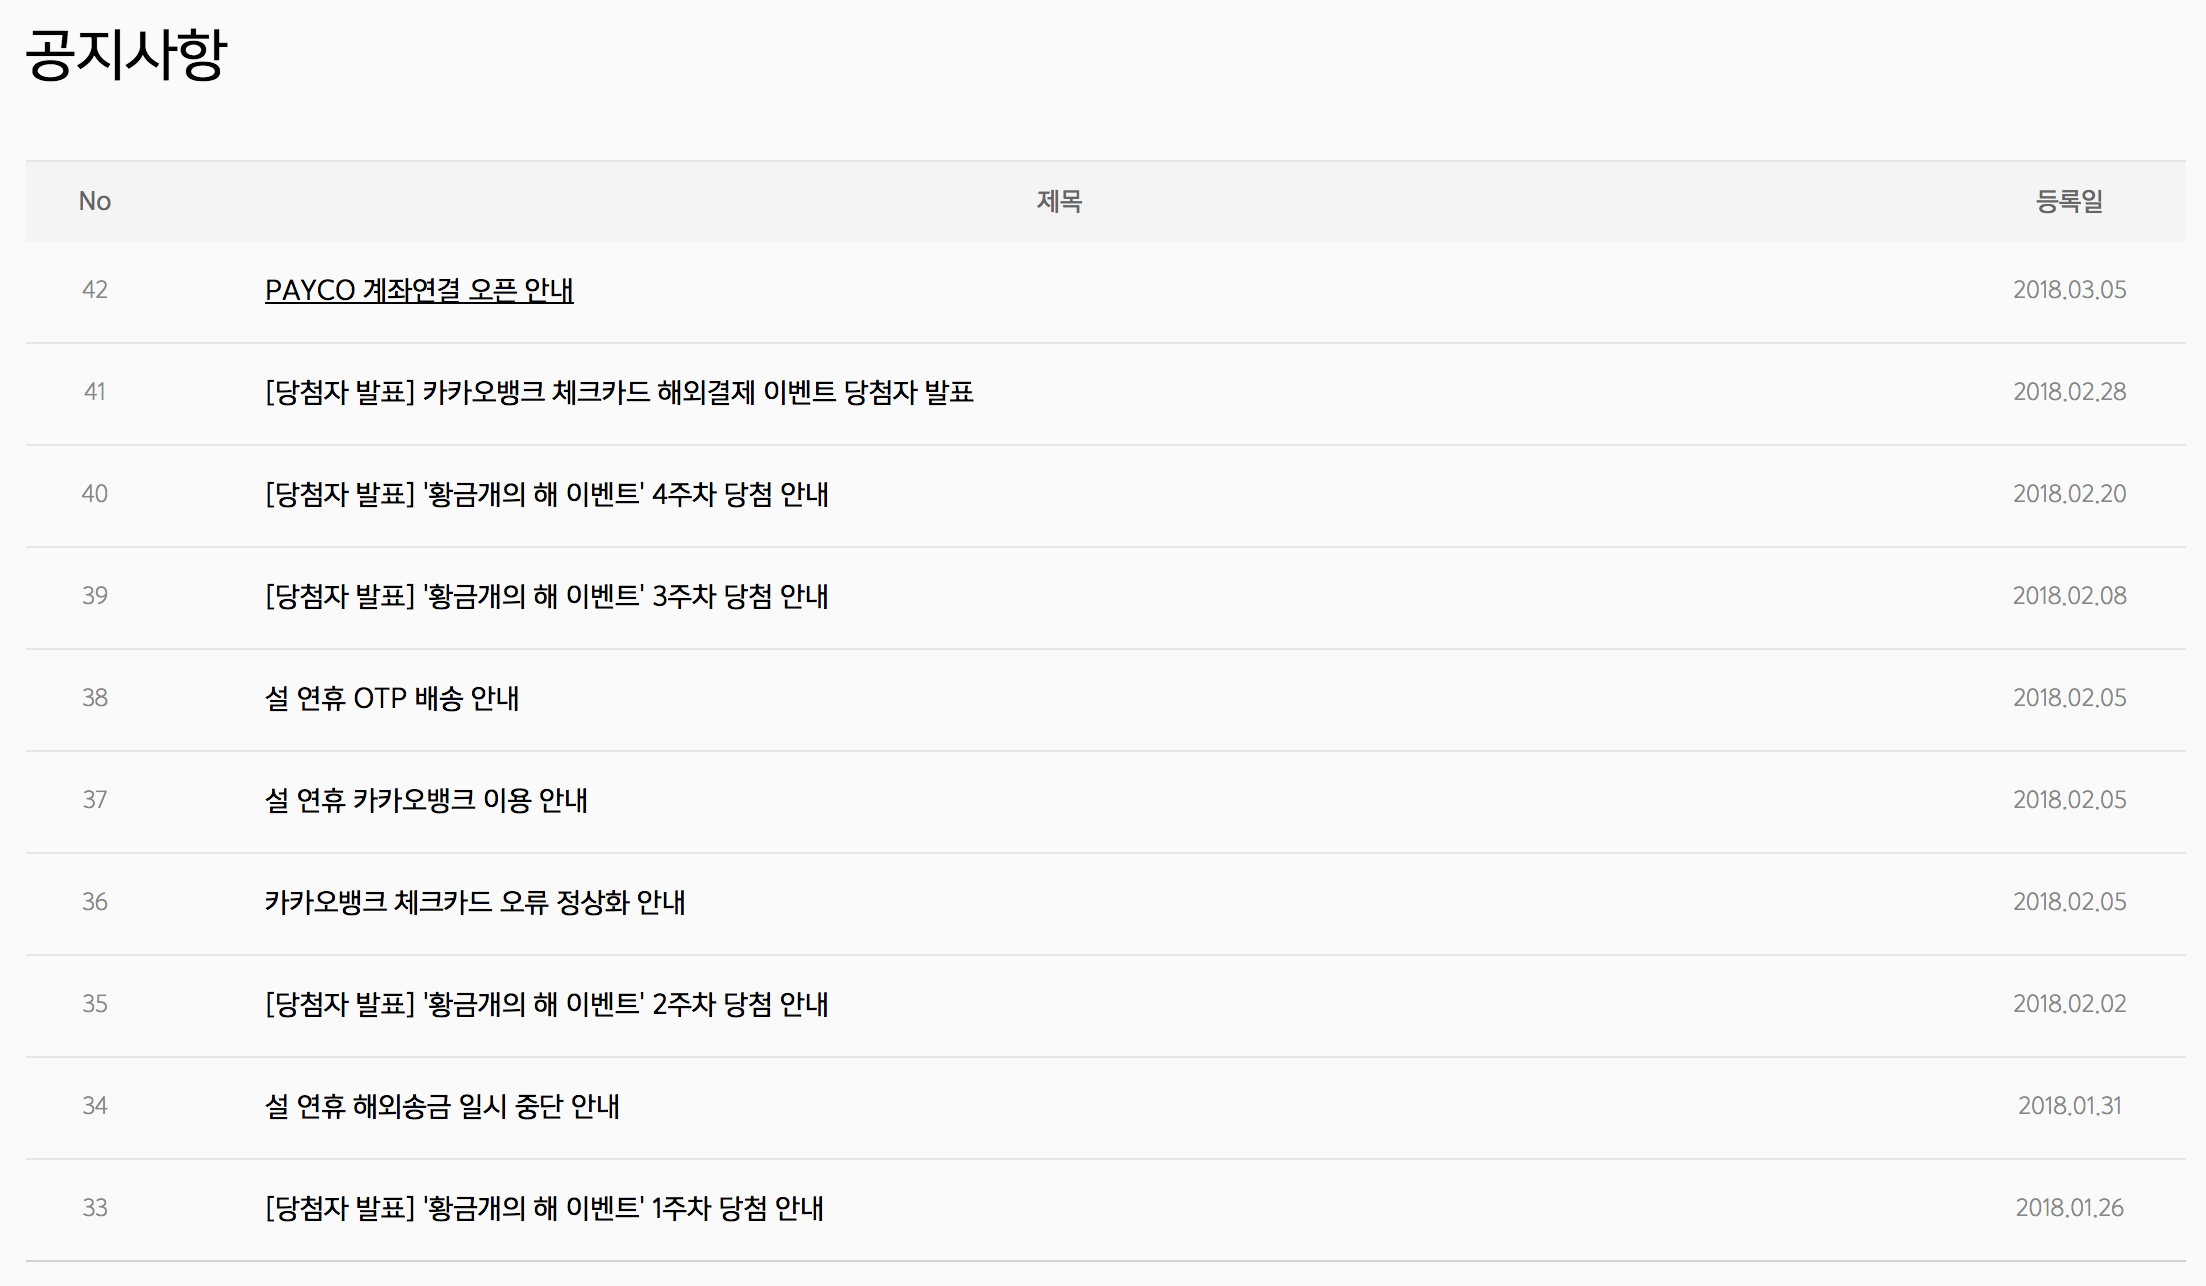 공지사항
No 제목 등록일
42 PAYCO 계좌연결 오픈 안내 2018.03.05
41 [당첨자 발표] 카카오뱅크 체크카드 해외결제 이벤트 당첨자 발표 2018.02.28
40 [당첨자 발표] '황금개의 해 이벤트' 4주차 당첨 안내 2018.02.20
39 [당첨자 발표] '황금개의 해 이벤트' 3주차 당첨 안내 2018.02.08
38 설 연휴 OTP 배송 안내 2018.02.05
37 설 연휴 카카오뱅크 이용 안내 2018.02.05
36 카카오뱅크 체크카드 오류 정상화 안내 2018.02.05
35 [당첨자 발표] '황금개의 해 이벤트' 2주차 당첨 안내 2018.02.02
34 설 연휴 해외송금 일시 중단 안내 2018.01.31
33 [당첨자 발표] '황금개의 해 이벤트' 1주차 당첨 안내 2018.01.26